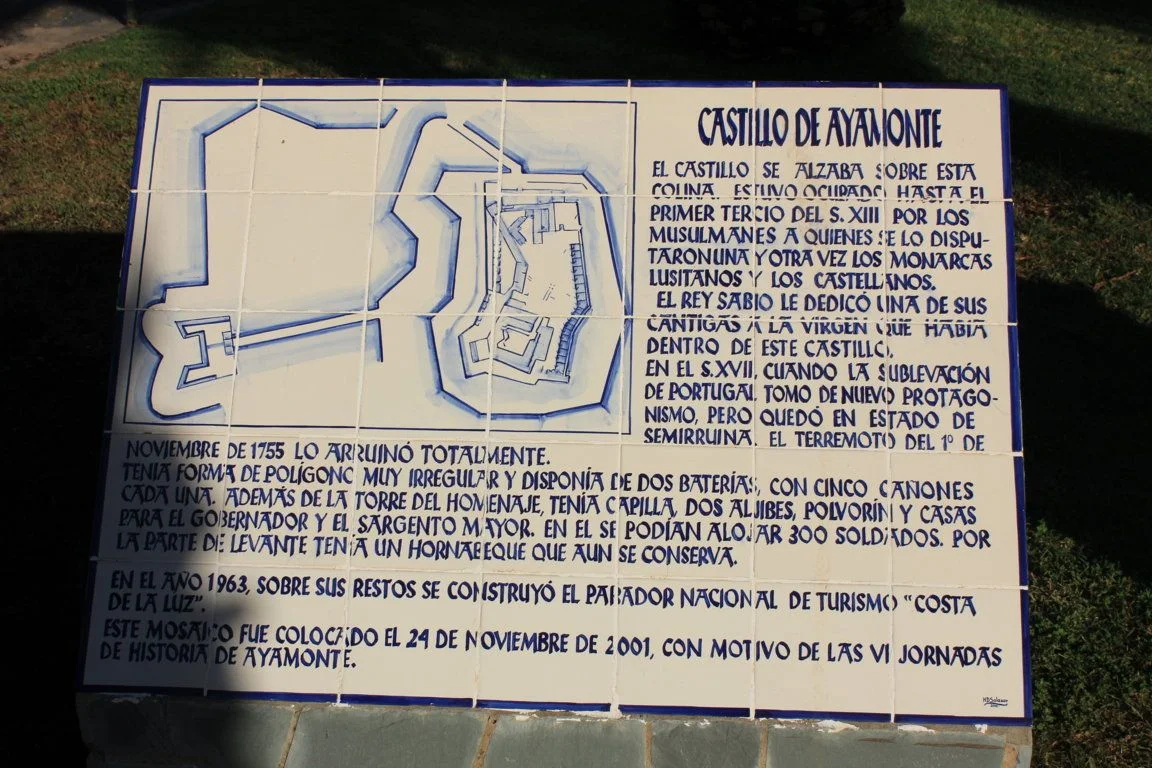 CASTILLO DE AYAMONTE
EL CASTILLO SE ALZABA SOBRE ESTA
COLINA. ESTUVO OCUPADO HASTA EL
PRIMER TERCIO DEL S. XIII POR LOS
MUSULMANES A QUIENES SE LO DISPU-
TARON UNA Y OTRA VEZ LOS MONARCAS
LUSITANOS Y LOS CASTELLANOS.
EL REY SABIO LE DEDICÓ UNA DE SUS
CANTIGAS A LA VIRGEN QUE HABIA
DENTRO DE ESTE CASTILLO.
EN EL S.XVII, CUANDO LA SUBLEVACIÓN
DE PORTUGAL TOMO DE NUEVO PROTAGO-
NISMO, PERO QUEDÓ EN ESTADO DE
SEMIRRUINA. EL TERREMOTO DEL 1º DE
NOVIEMBRE DE 1755 LO ARRUINÓ TOTALMENTE.
TENIA FORMA DE POLÍGONO MUY IRREGULAR Y DISPONÍA DE DOS BATERÍAS, CON CINCO CAÑONES
CADA UNA. ADEMÁS DE LA TORRE DEL HOMENAJE, TENÍA CAPILLA, DOS ALJIBES, POLVORÍN Y CASAS
PARA EL GOBERNADOR Y EL SARGENTO MAYOR. EN EL SE PODÍAN ALOJAR 300 SOLDADOS. POR
LA PARTE DE LEVANTE TENIA UN HORNABEQUE QUE AUN SE CONSERVA.
EN EL AÑO 1963, SOBRE SUS RESTOS SE CONSTRUYÓ EL PARADOR NACIONAL DE TURISMO "COSTA
DE LA LUZ".
ESTE MOSAICO FUE COLOCADO EL 24 DE NOVIEMBRE DE 2001, CON MOTIVO DE LAS VI JORNADAS
DE HISTORIA DE AYAMONTE.